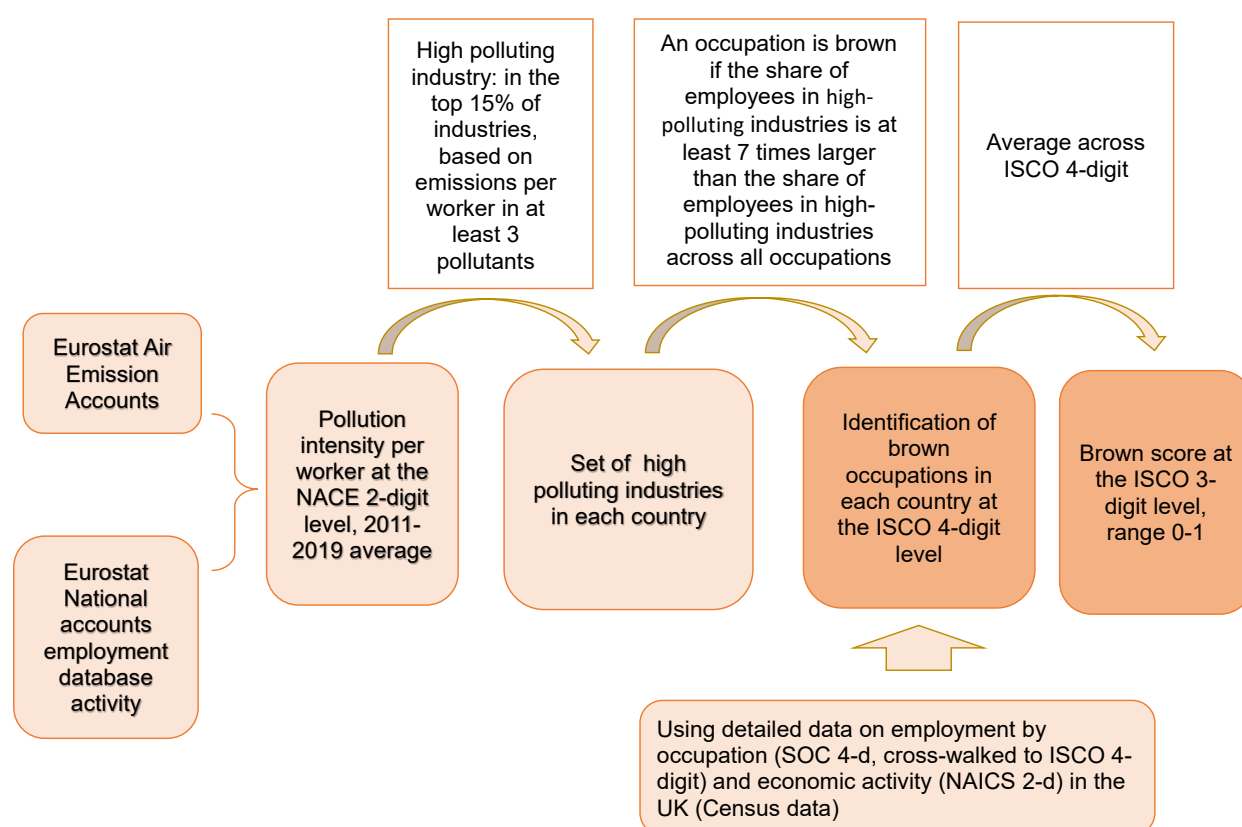 High polluting
industry: in the
top 15% of
industries,
based on
emissions per
worker in at
least 3
pollutants
An occupation is brown
if the share of
employees in high-
polluting industries is at
least 7 times larger
than the share of
employees in high-
polluting industries
across all occupations
Average across
ISCO 4-digit
Eurostat Air
Emission
Accounts
Eurostat
National
accounts
employment
database
activity
Pollution
intensity per
worker at the
NACE 2-digit
level, 2011-
2019 average
Set of high
polluting industries
in each country
Identification of
brown
occupations in
each country at
the ISCO 4-digit
level
Brown score at
the ISCO 3-
digit level,
range 0-1
Using detailed data on employment by
occupation (SOC 4-d, cross-walked to ISCO 4-
digit) and economic activity (NAICS 2-d) in the
UK (Census data)